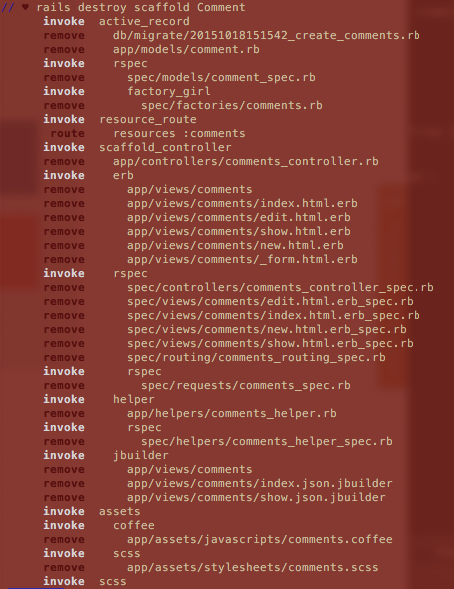 // ♥ rails destroy scaffold Comment
invoke active_record
remove db/migrate/20151018151542_create_comments.rb
remove app/models/comment.rb
invoke rspec
remove spec/models/comment_spec.rb
invoke factory_girl
remove spec/factories/comments.rb
invoke resource_route
route resources :comments
invoke scaffold_controller
remove app/controllers/comments_controller.rb
invoke erb
remove app/views/comments
remove app/views/comments/index.html.erb
remove app/views/comments/edit.html.erb
remove app/views/comments/show.html.erb
remove app/views/comments/new.html.erb
remove app/views/comments/_form.html.erb
invoke rspec
remove spec/controllers/comments_controller_spec.rb
remove spec/views/comments/edit.html.erb_spec.rb
remove spec/views/comments/index.html.erb_spec.rb
remove spec/views/comments/new.html.erb_spec.rb
remove spec/views/comments/show.html.erb_spec.rb
remove spec/routing/comments_routing_spec.rb
invoke rspec
remove spec/requests/comments_spec.rb
invoke helper
remove app/helpers/comments_helper.rb
invoke rspec
remove spec/helpers/comments_helper_spec.rb
invoke jbuilder
remove app/views/comments
remove app/views/comments/index.json.jbuilder
remove app/views/comments/show.json.jbuilder
invoke assets
invoke coffee
remove app/assets/javascripts/comments.coffee
invoke scss
remove app/assets/stylesheets/comments.scss
invoke scss